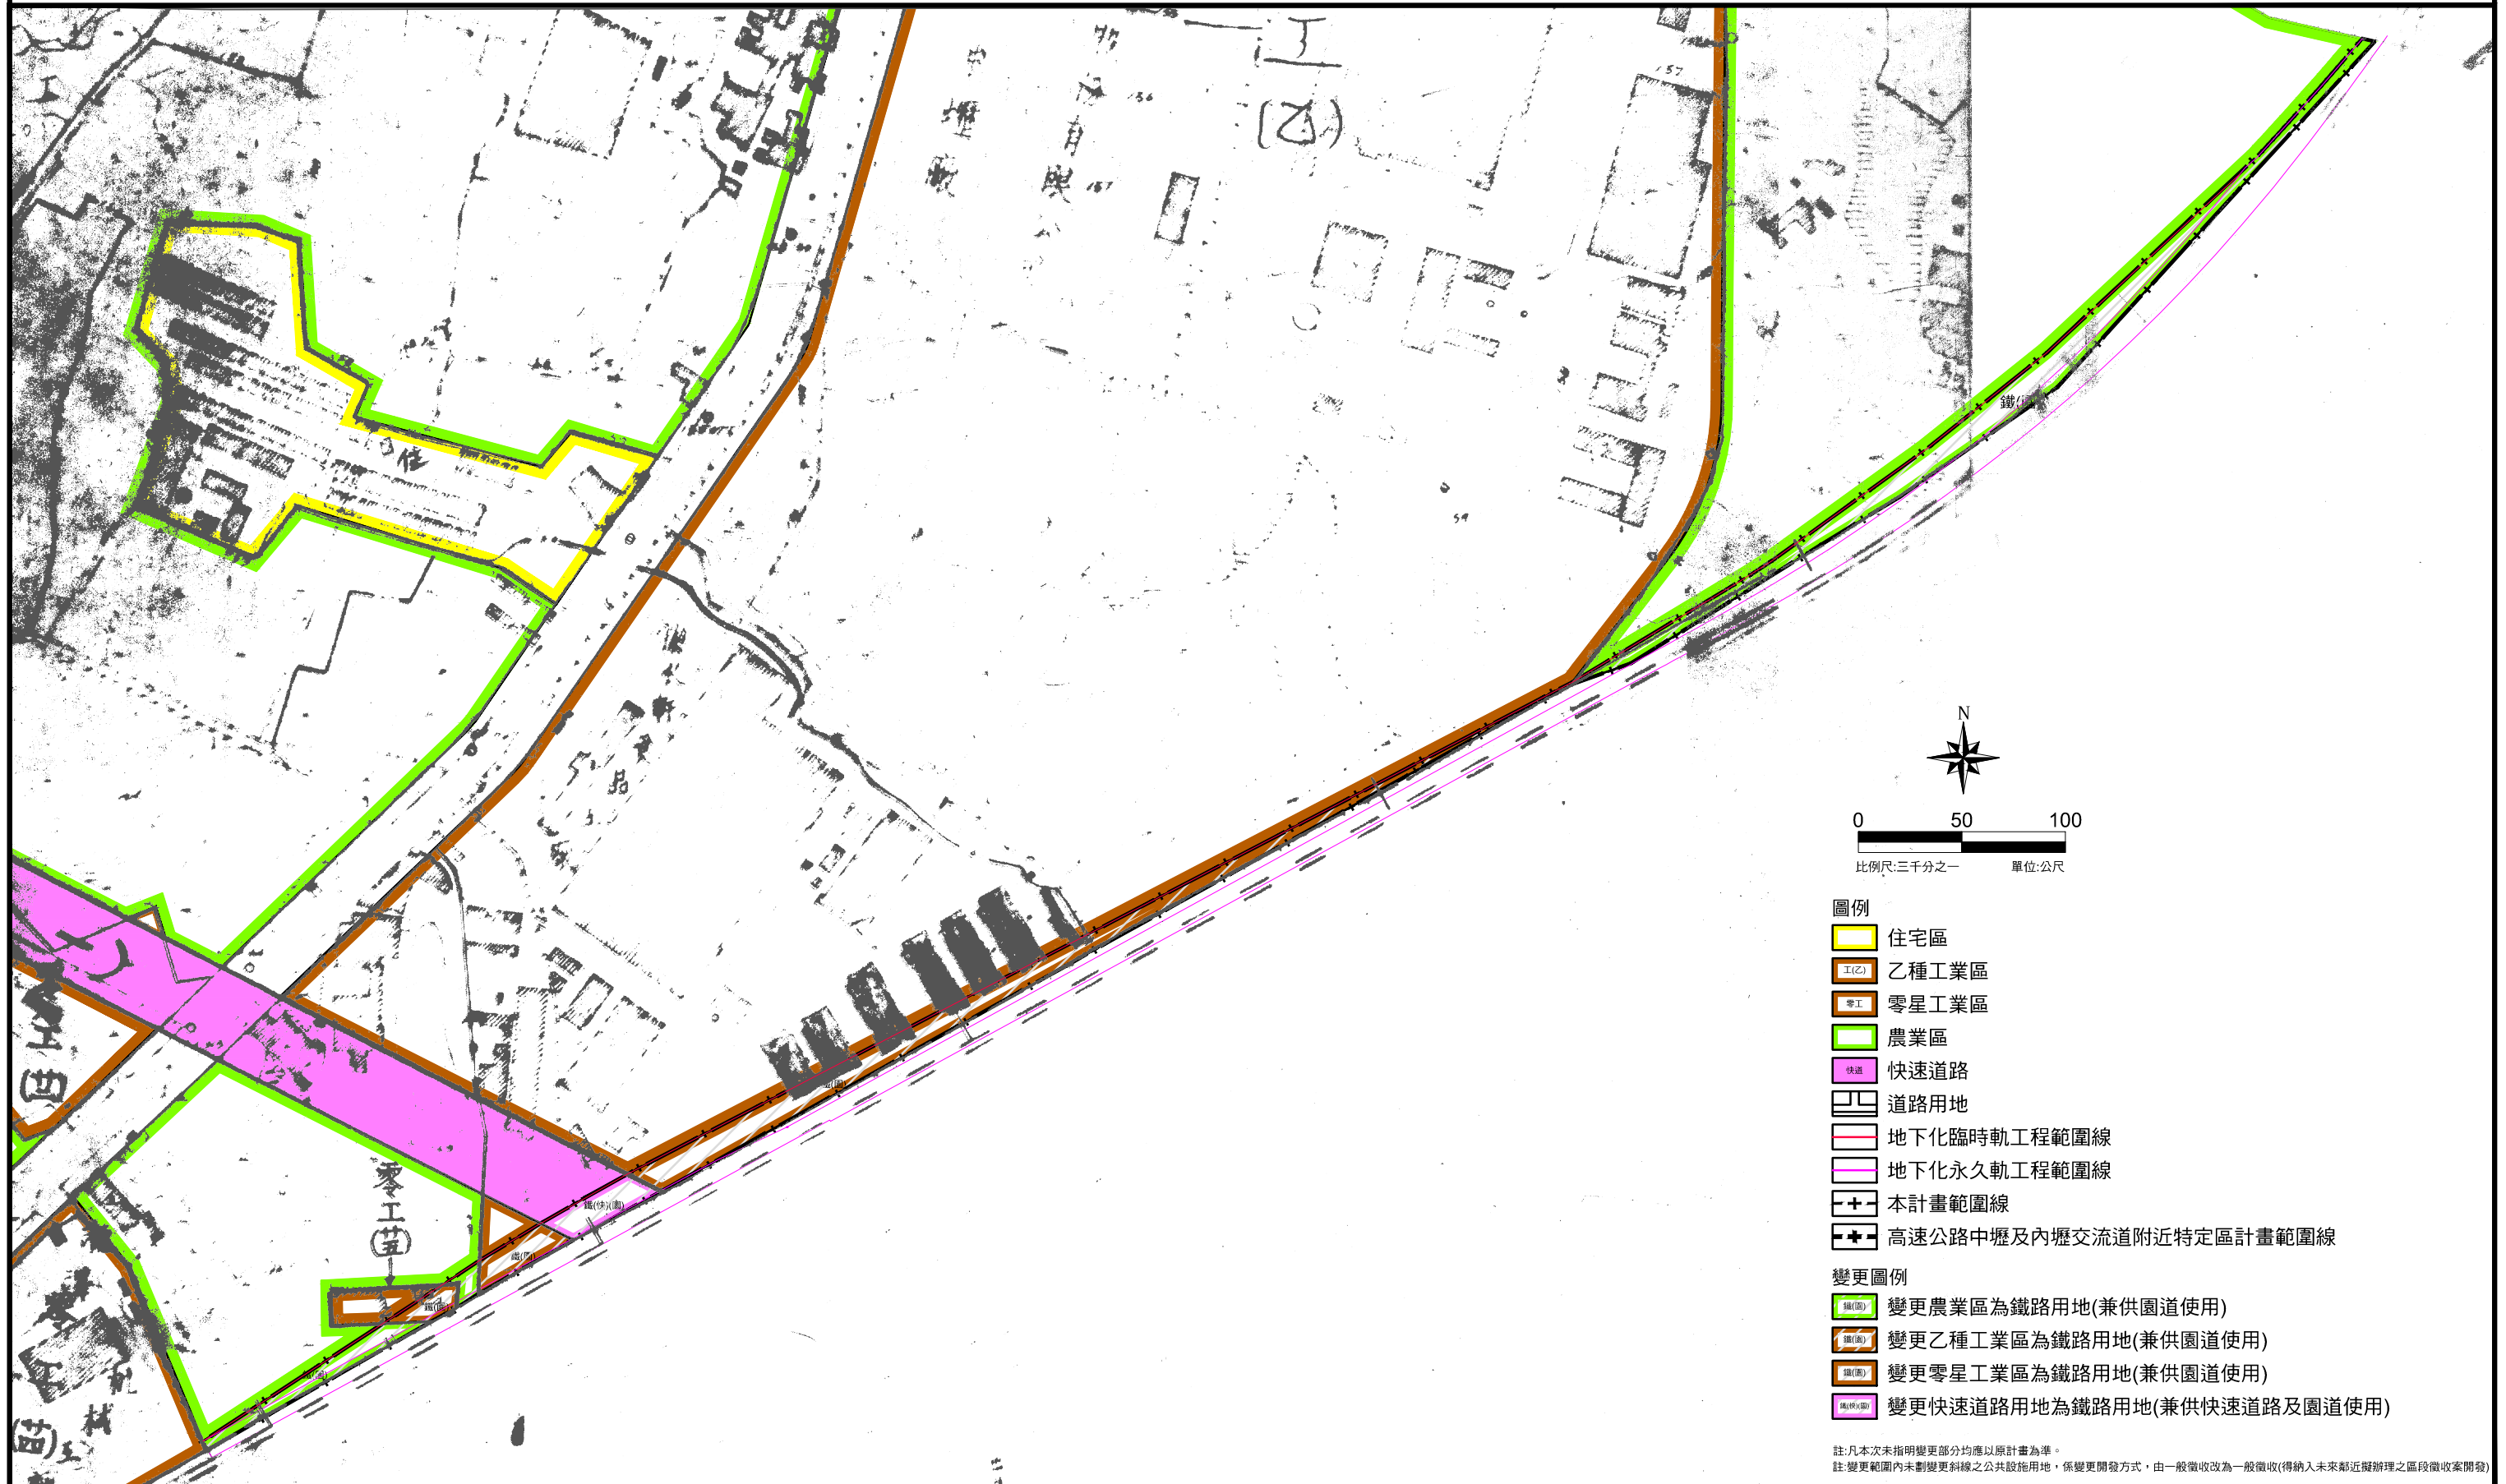 工
(乙)
157
136
157
59
住
品
鐵(園)
鐵(快)(園)
鐵(園)
鐵(園)
鐵(園)
零工
N
0 50 100
比例尺:三千分之一 單位:公尺
圖例
住宅區
工(乙) 乙種工業區
零工 零星工業區
農業區
快道 快速道路
道路用地
地下化臨時軌工程範圍線
地下化永久軌工程範圍線
本計畫範圍線
高速公路中壢及內壢交流道附近特定區計畫範圍線
變更圖例
鐵(園) 變更農業區為鐵路用地(兼供園道使用)
鐵(園) 變更乙種工業區為鐵路用地(兼供園道使用)
鐵(園) 變更零星工業區為鐵路用地(兼供園道使用)
鐵(快)(園) 變更快速道路用地為鐵路用地(兼供快速道路及園道使用)
註:凡本次未指明變更部分均應以原計畫為準。
註:變更範圍內未劃變更斜線之公共設施用地，係變更開發方式，由一般徵收改為一般徵收(得納入未來鄰近擬辦理之區段徵收案開發)